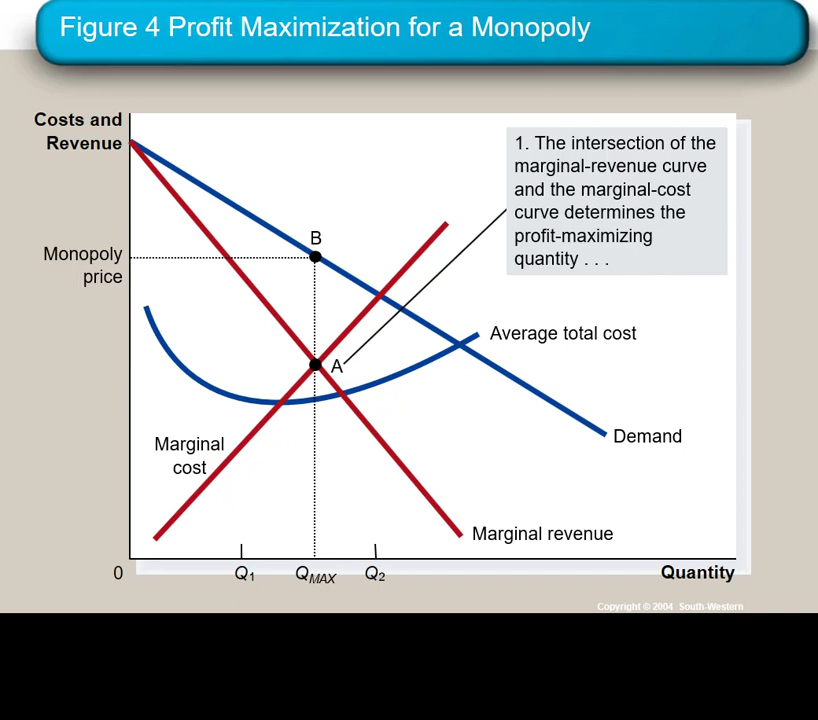 Figure 4 Profit Maximization for a Monopoly
Costs and
Revenue
1. The intersection of the
marginal-revenue curve
and the marginal-cost
curve determines the
profit-maximizing
quantity . . .
B
Monopoly
price
Average total cost
A
Demand
Marginal
cost
Marginal revenue
0
Q1
QMAX
Q2
Quantity
Copyright © 2004 South-Western